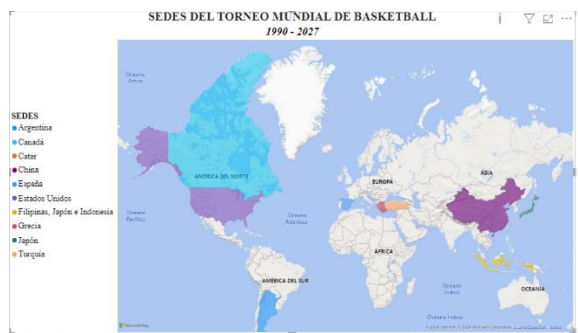 SEDES DEL TORNEO MUNDIAL DE BASKETBALL
1990 - 2027
SEDES
Argentina
Canadá
Catar
China
España
Estados Unidos
Filipinas, Japón e Indonesia
Grecia
Japón
Turquía
Océano
Ártico
AMÉRICA DEL NORTE
EUROPA
ASIA
Océano
Pacífico
Océano
Atlántico
ÁFRICA
AMÉRICA DEL SUR
Océano
Índico
OCEANÍA
Océano Índico